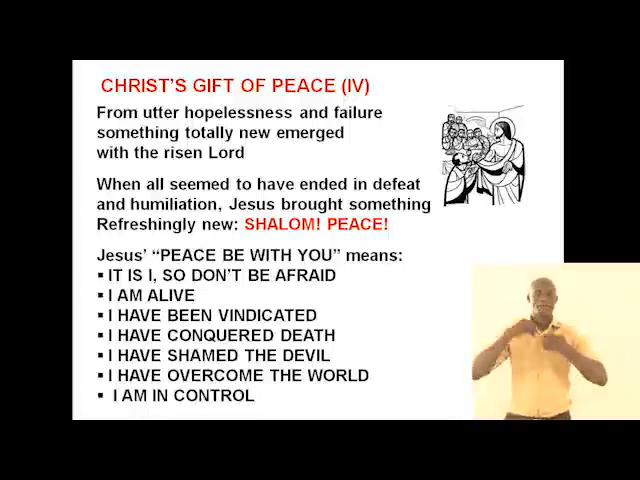 CHRIST'S GIFT OF PEACE (IV)
From utter hopelessness and failure
something totally new emerged
with the risen Lord
When all seemed to have ended in defeat
and humiliation, Jesus brought something
Refreshingly new: SHALOM! PEACE!
Jesus' “PEACE BE WITH YOU” means:
▪ IT IS I, SO DON'T BE AFRAID
▪ I AM ALIVE
▪ I HAVE BEEN VINDICATED
▪ I HAVE CONQUERED DEATH
▪ I HAVE SHAMED THE DEVIL
▪ I HAVE OVERCOME THE WORLD
▪ I AM IN CONTROL